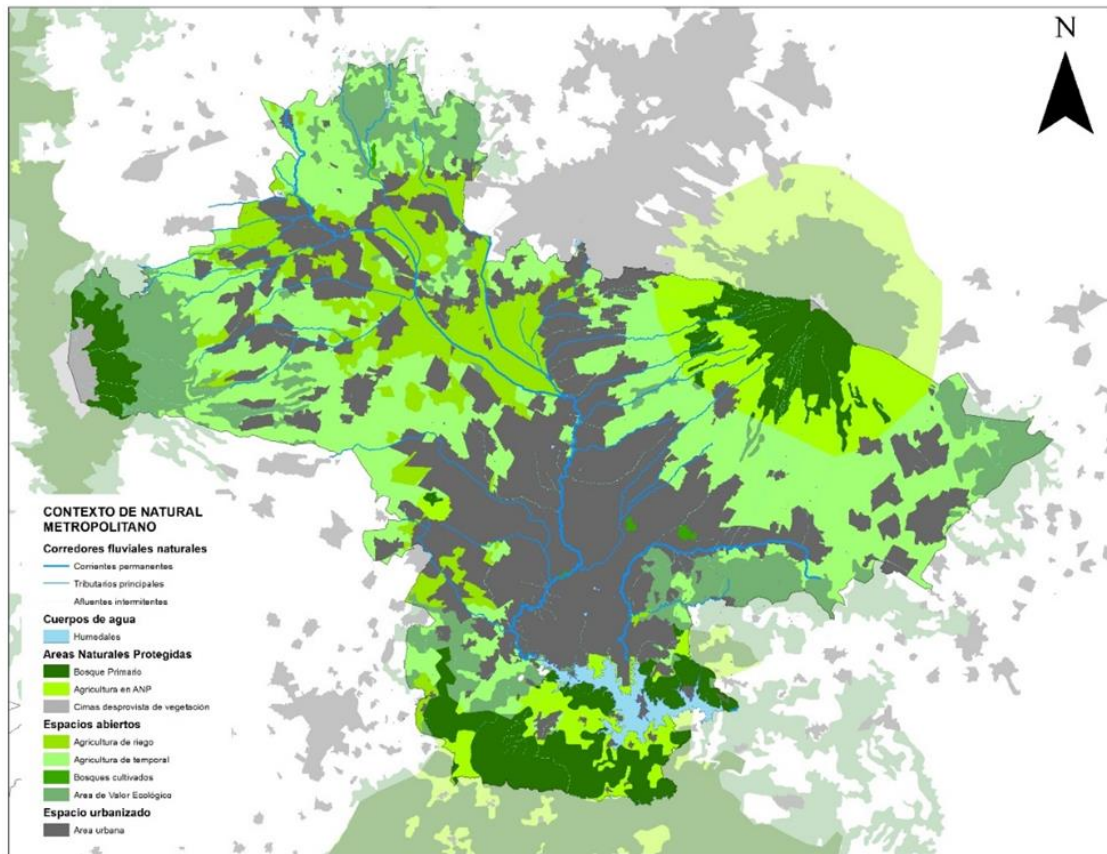 N
CONTEXTO DE NATURAL
METROPOLITANO
Corredores fluviales naturales
Corrientes permanentes
Tributarios principales
Afluentes intermitentes
Cuerpos de agua
Humedales
Areas Naturales Protegidas
Bosque Primario
Agricultura en ANP
Cimas desprovista de vegetación
Espacios abiertos
Agricultura de riego
Agricultura de temporal
Bosques cultivados
Area de Valor Ecológico
Espacio urbanizado
Area urbana